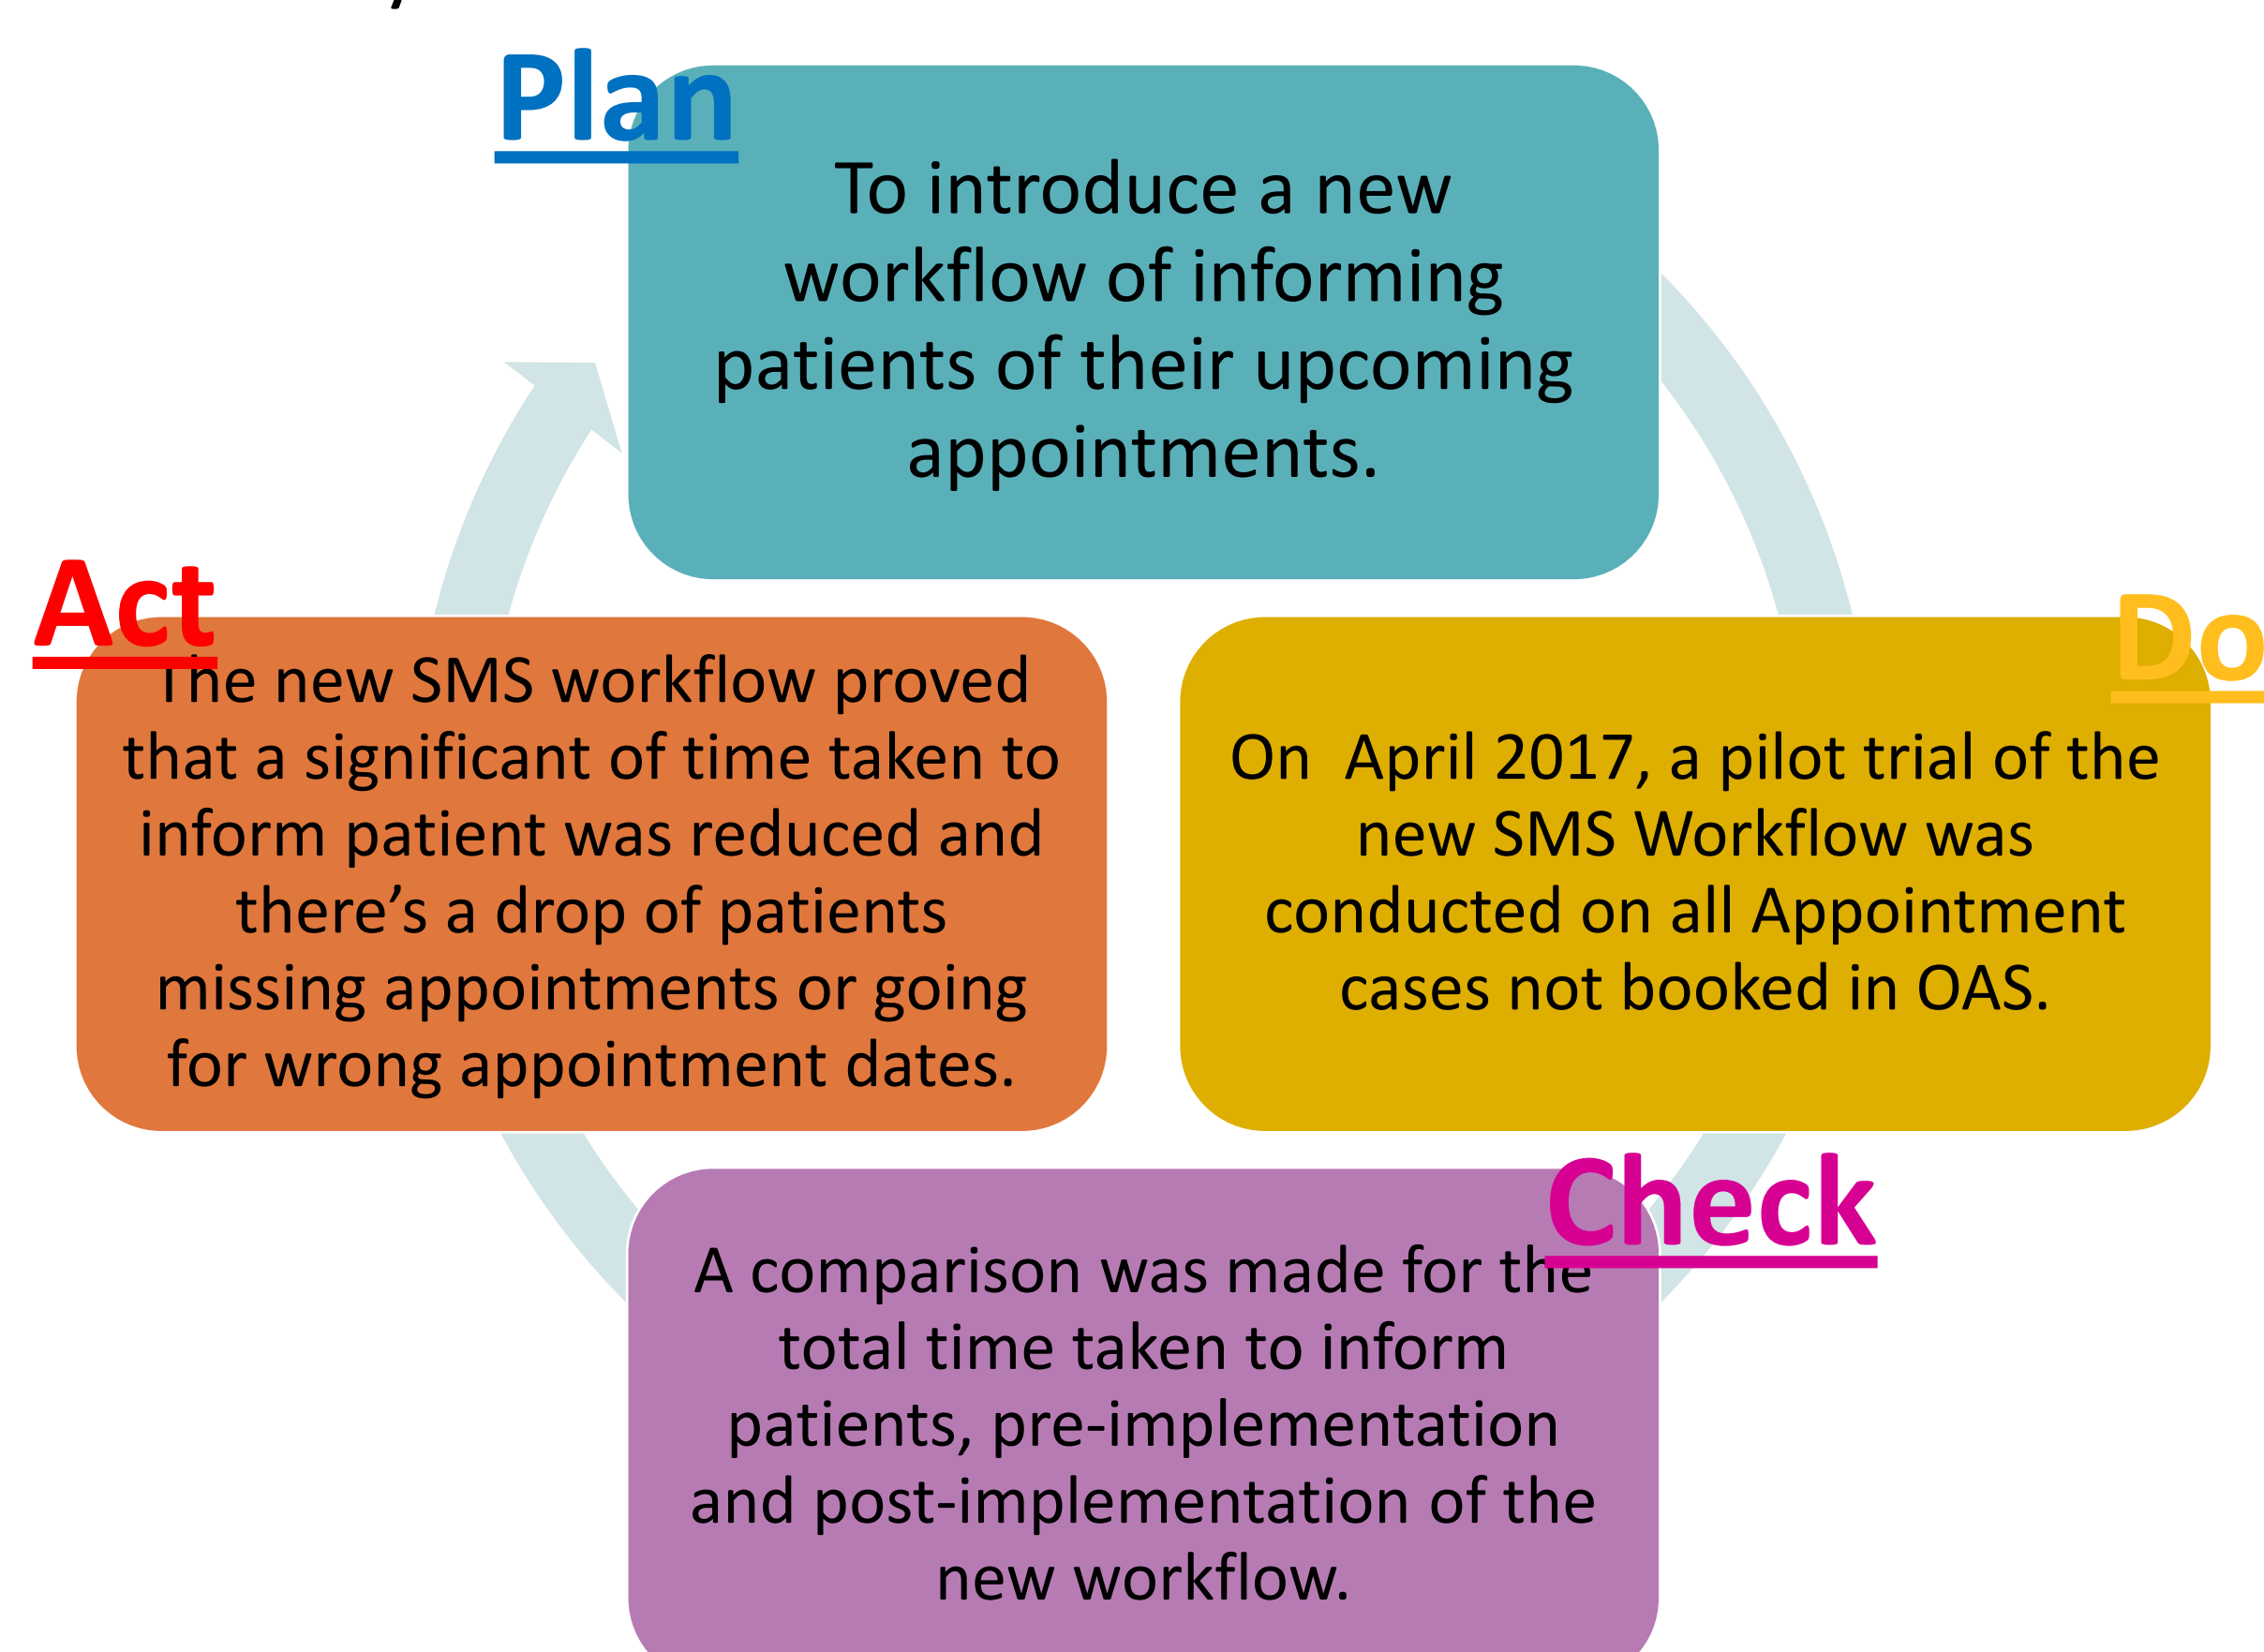 Plan
To introduce a new
workflow of informing
patients of their upcoming
appointments.
Do
On April 2017, a pilot trial of the
new SMS Workflow was
conducted on all Appointment
cases not booked in OAS.
Check
A comparison was made for the
total time taken to inform
patients, pre-implementation
and post-implementation of the
new workflow.
Act
The new SMS workflow proved
that a significant of time taken to
inform patient was reduced and
there’s a drop of patients
missing appointments or going
for wrong appointment dates.